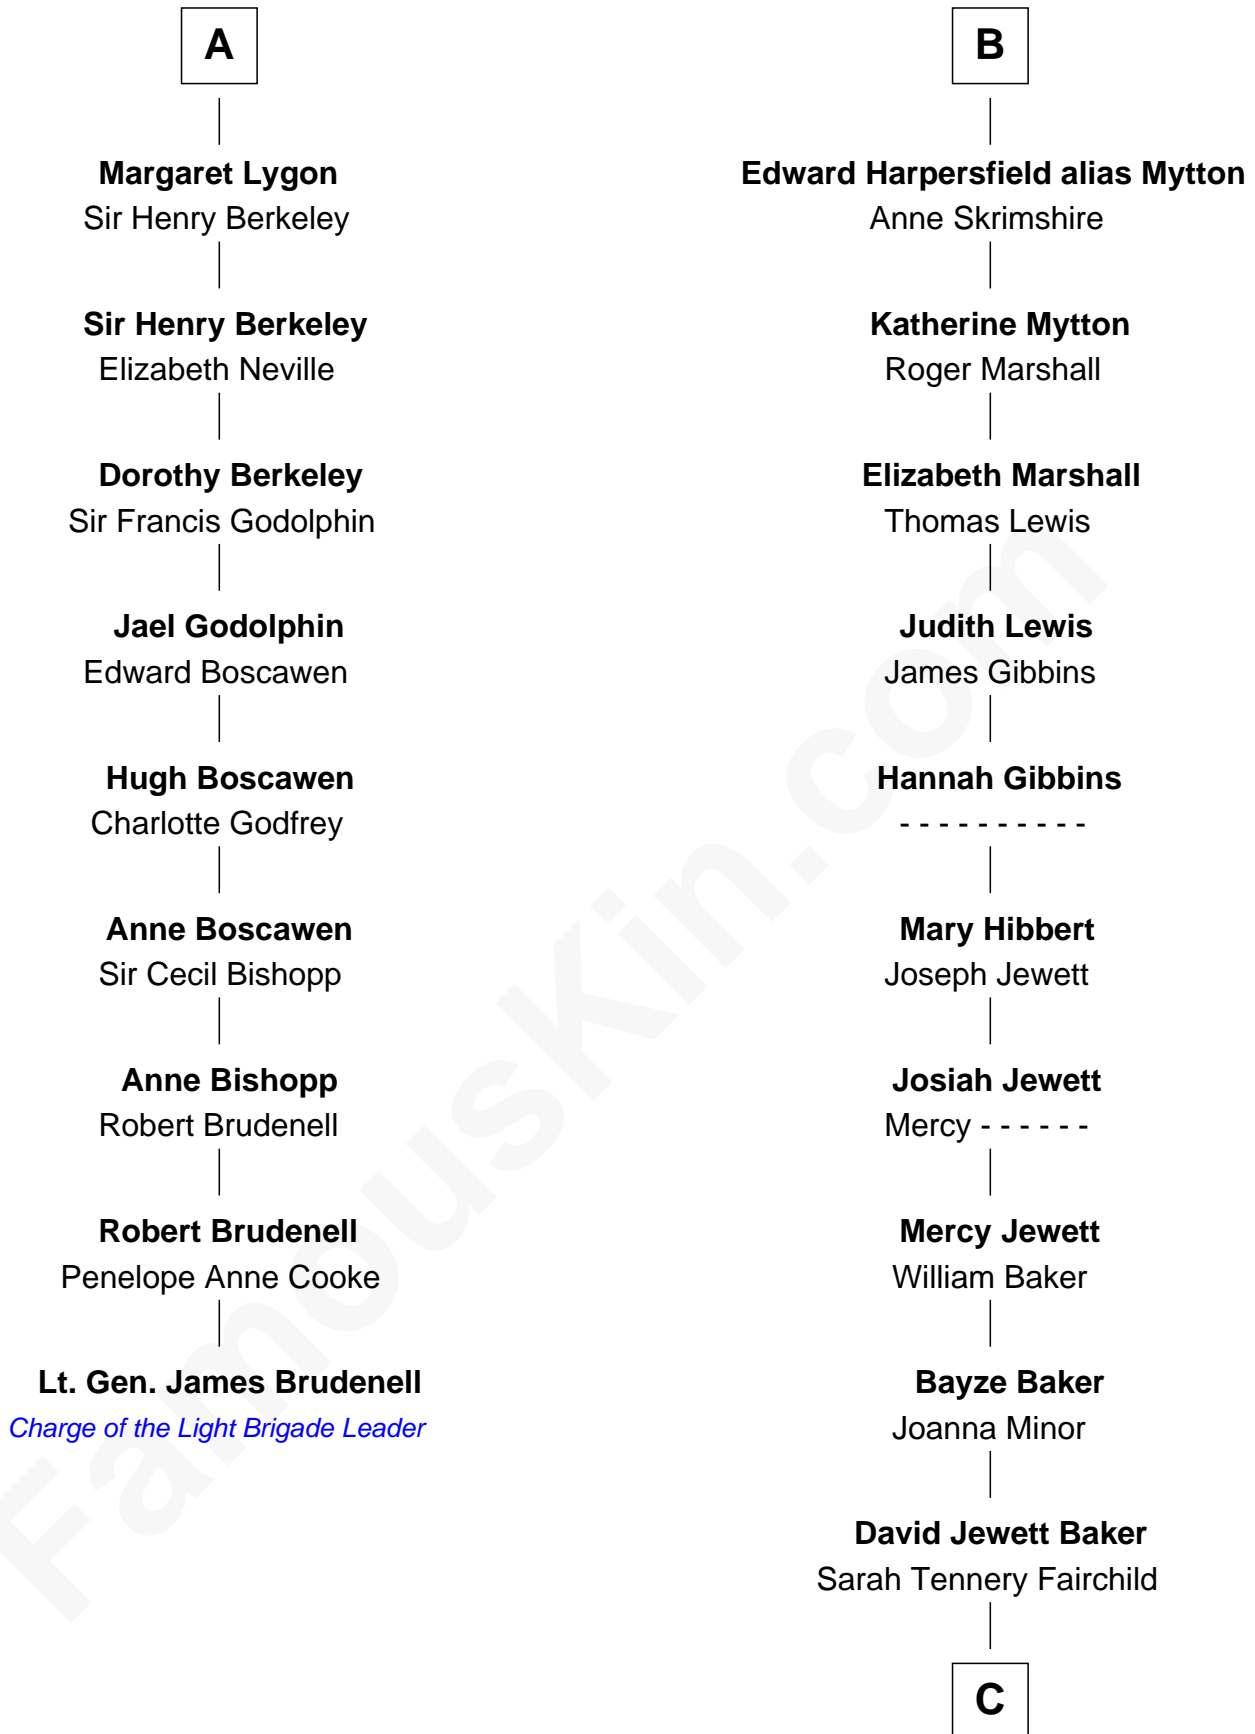 A
Margaret Lygon
Sir Henry Berkeley
Sir Henry Berkeley
Elizabeth Neville
Dorothy Berkeley
Sir Francis Godolphin
Jael Godolphin
Edward Boscawen
Hugh Boscawen
Charlotte Godfrey
Anne Boscawen
Sir Cecil Bishopp
Anne Bishopp
Robert Brudenell
Robert Brudenell
Penelope Anne Cooke
Lt. Gen. James Brudenell
Charge of the Light Brigade Leader
B
Edward Harpersfield alias Mytton
Anne Skrimshire
Katherine Mytton
Roger Marshall
Elizabeth Marshall
Thomas Lewis
Judith Lewis
James Gibbins
Hannah Gibbins
- - - - - - - - - -
Mary Hibbert
Joseph Jewett
Josiah Jewett
Mercy - - - - - -
Mercy Jewett
William Baker
Bayze Baker
Joanna Minor
David Jewett Baker
Sarah Tennery Fairchild
C
FamousKin.com